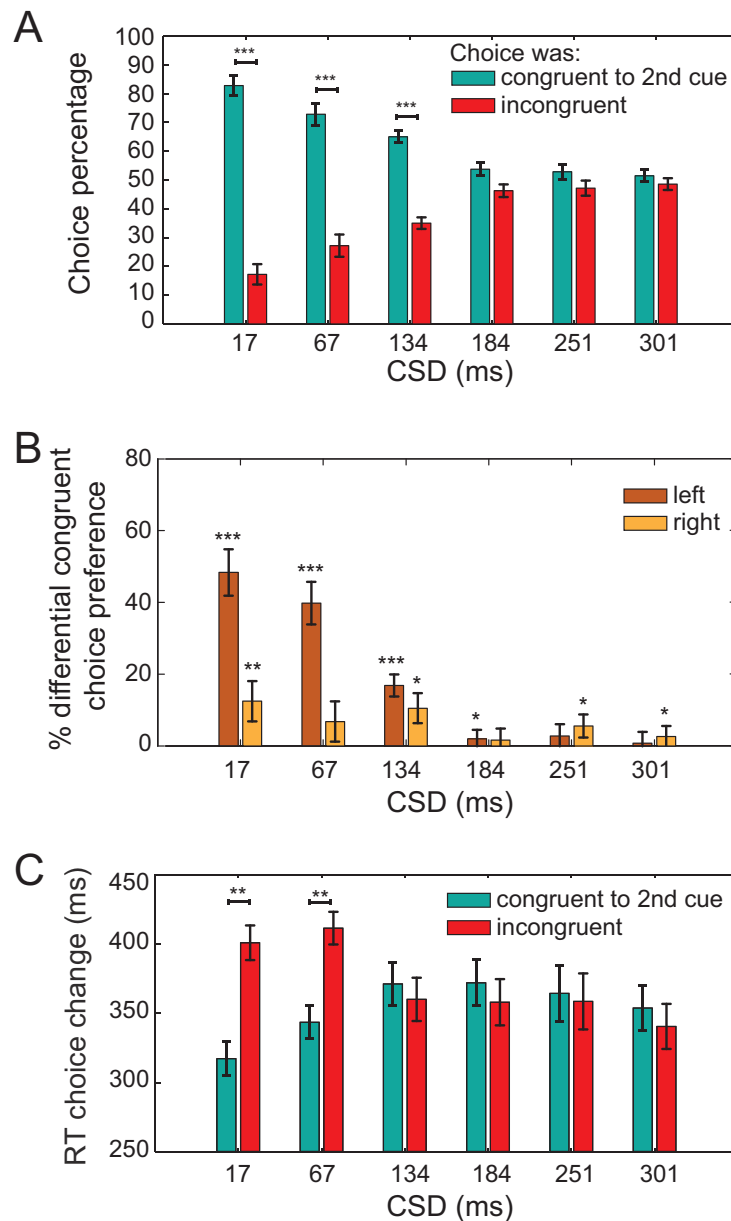 A
Choice percentage
100
90
80
70
60
50
40
30
20
10
0
***
***
***
Choice was:
congruent to 2nd cue
incongruent
17 67 134 184 251 301
CSD (ms)
B
% differential congruent
choice preference
80
60
40
20
0
left
right
***
**
***
***
*
*
*
*
17 67 134 184 251 301
CSD (ms)
C
RT choice change (ms)
450
400
350
300
250
**
**
congruent to 2nd cue
incongruent
17 67 134 184 251 301
CSD (ms)